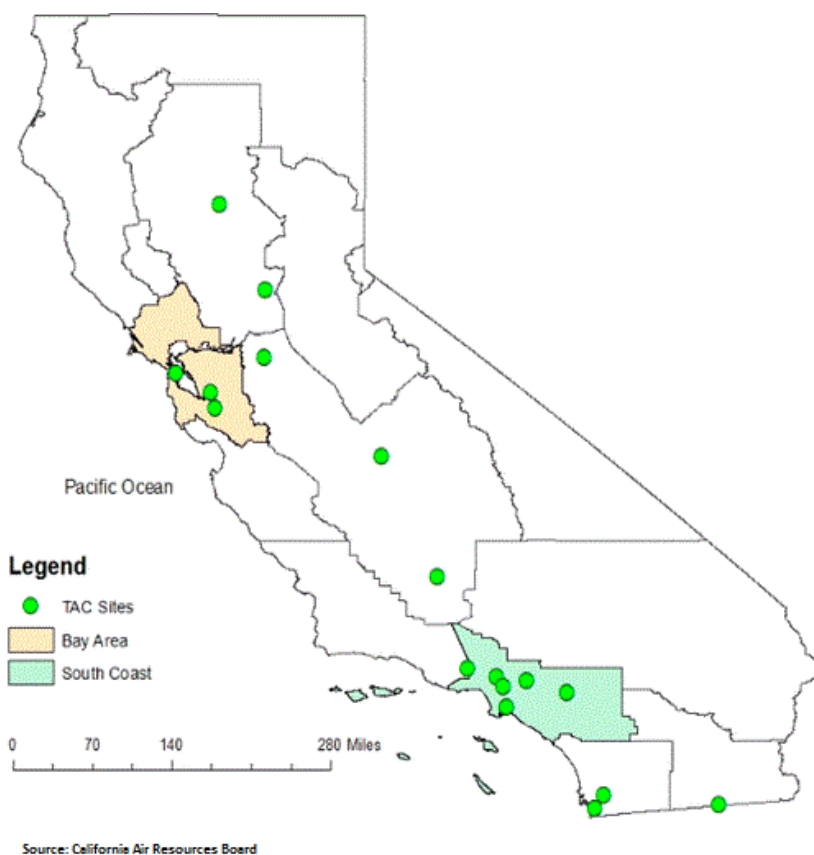 Pacific Ocean
Legend
TAC Sites
Bay Area
South Coast
0 70 140 280 Miles
Source: California Air Resources Board